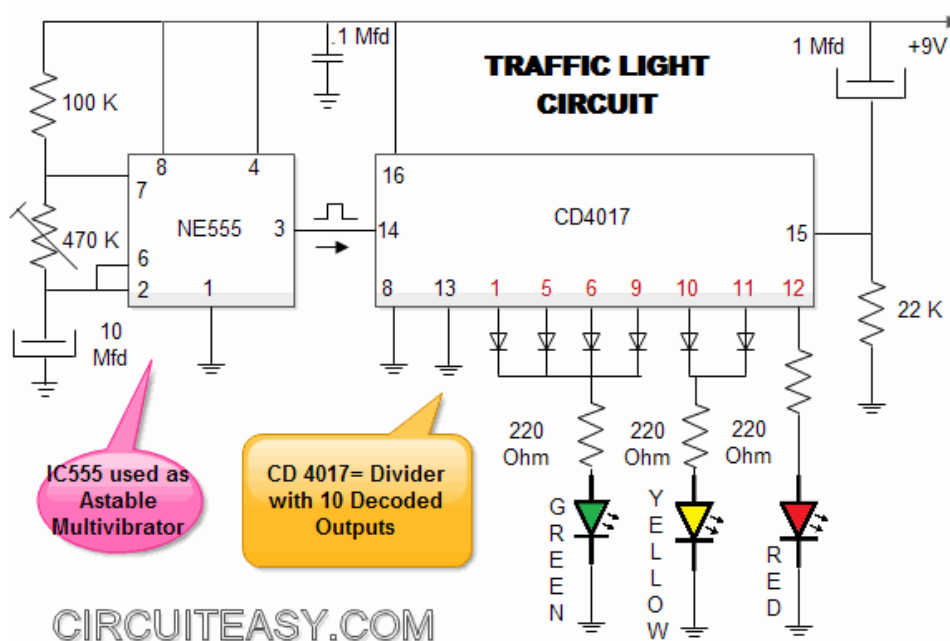 .1 Mfd
1 Mfd
+9V
TRAFFIC LIGHT
CIRCUIT
100 K
8
4
7
16
NE555
3
14
CD4017
15
470 K
6
2
1
8
13
1
5
6
9
10
11
12
22 K
10
Mfd
220
Ohm
220
Ohm
220
Ohm
IC555 used as
Astable
Multivibrator
CD 4017= Divider
with 10 Decoded
Outputs
GREEN
YELLOW
RED
CIRCUITEASY.COM